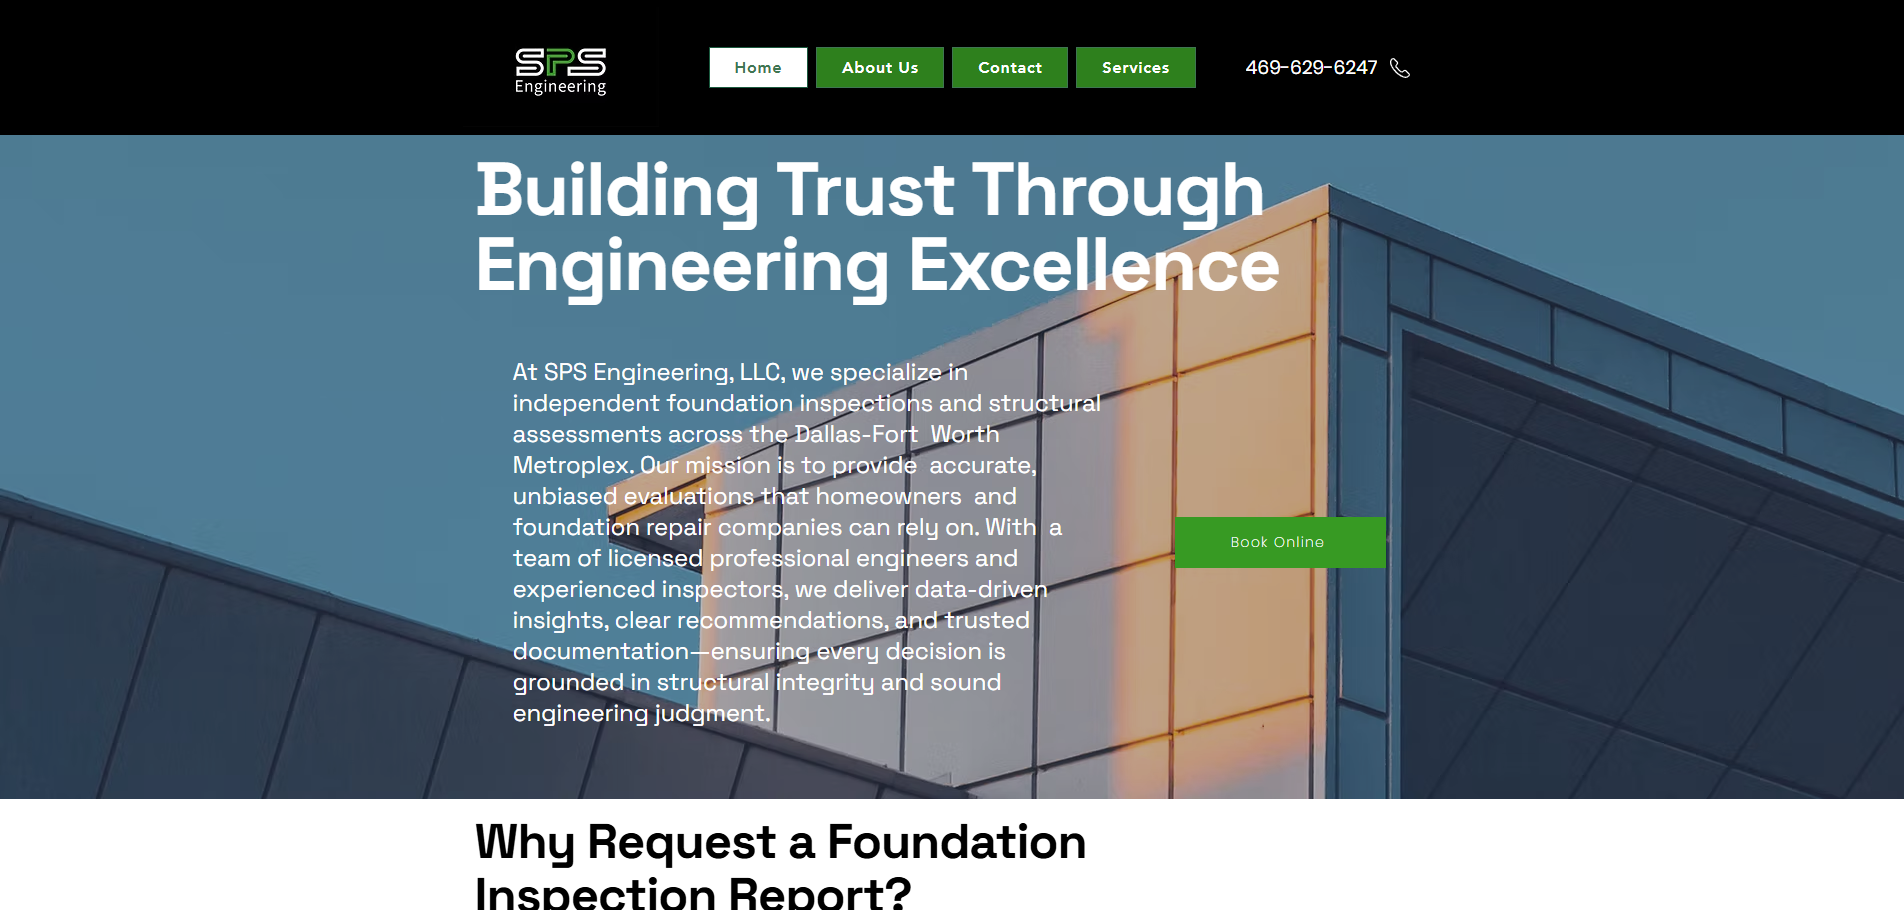 SPS
Engineering
Home
About Us
Contact
Services
469-629-6247
Building Trust Through
Engineering Excellence
At SPS Engineering, LLC, we specialize in
independent foundation inspections and structural
assessments across the Dallas-Fort  Worth
Metroplex. Our mission is to provide  accurate,
unbiased evaluations that homeowners  and
foundation repair companies can rely on. With  a
team of licensed professional engineers and
experienced inspectors, we deliver data-driven
insights, clear recommendations, and trusted
documentation—ensuring every decision is
grounded in structural integrity and sound
engineering judgment.
Book Online
Why Request a Foundation
Inspection Report?